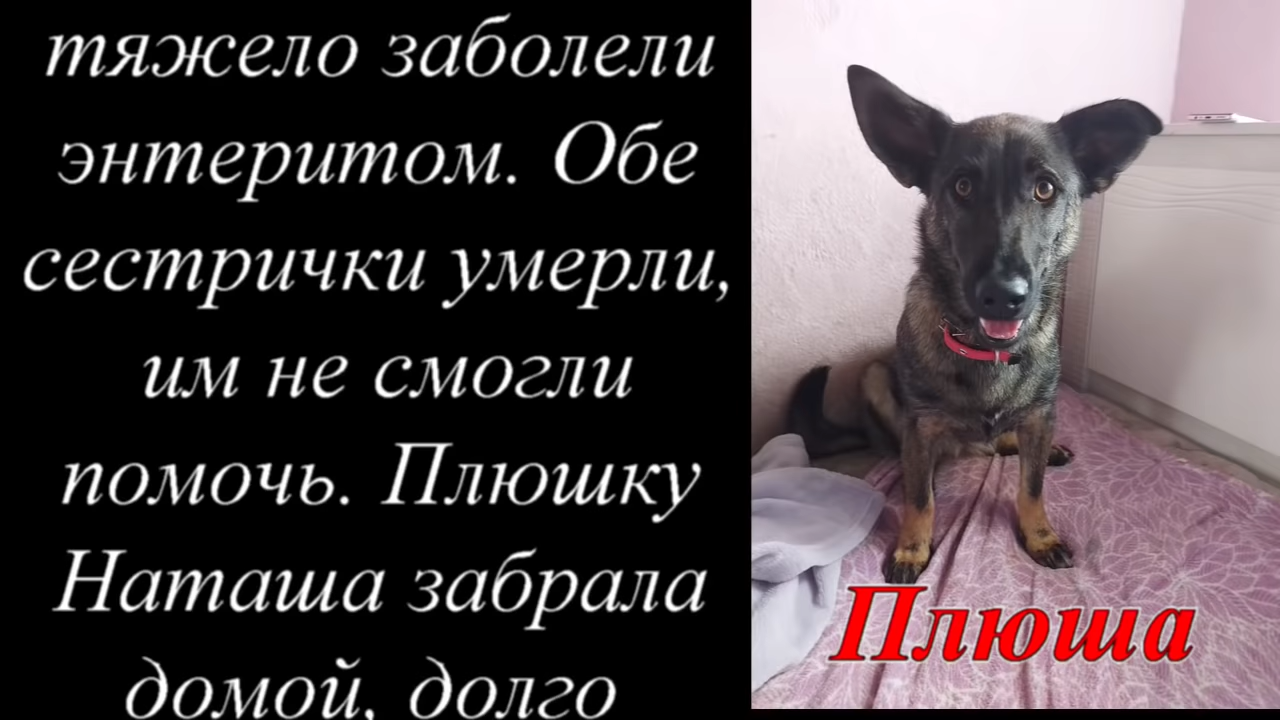 тяжело заболели
энтеритом. Обе
сестрички умерли,
им не смогли
помочь. Плюшку
Наташа забрала
домой, долго
Плюша